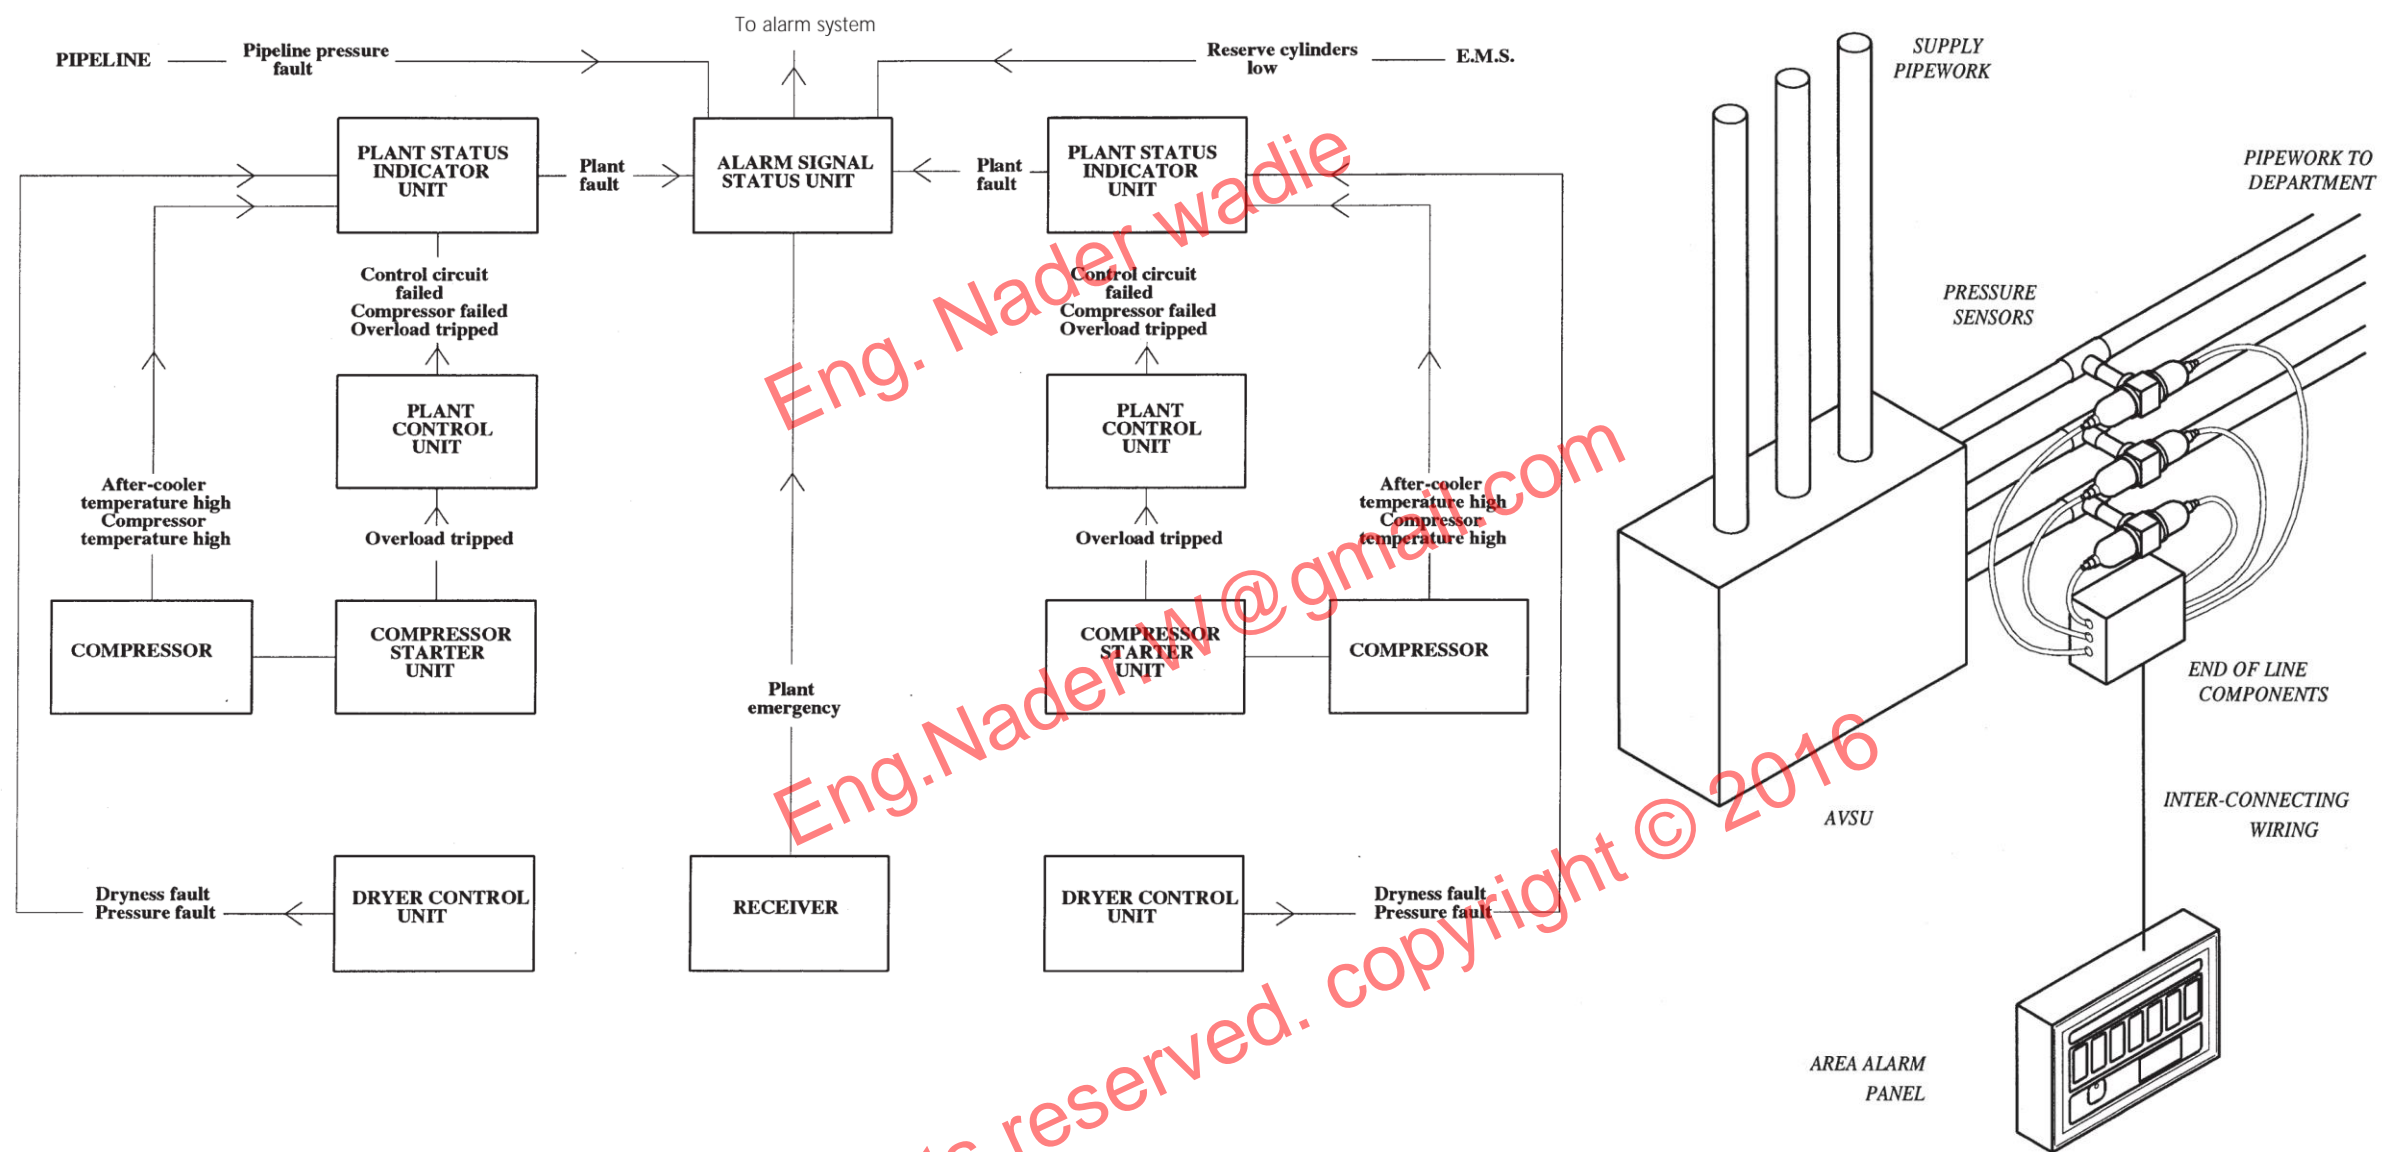 To alarm system
PIPELINE
Pipeline pressure
fault
Reserve cylinders
low
E.M.S.
PLANT STATUS
INDICATOR
UNIT
Plant
fault
ALARM SIGNAL
STATUS UNIT
Plant
fault
PLANT STATUS
INDICATOR
UNIT
Control circuit
failed
Compressor failed
Overload tripped
Control circuit
failed
Compressor failed
Overload tripped
PLANT
CONTROL
UNIT
PLANT
CONTROL
UNIT
After-cooler
temperature high
Compressor
temperature high
Overload tripped
Overload tripped
After-cooler
temperature high
Compressor
temperature high
COMPRESSOR
COMPRESSOR
STARTER
UNIT
Plant
emergency
COMPRESSOR
STARTER
UNIT
COMPRESSOR
Dryness fault
Pressure fault
DRYER CONTROL
UNIT
RECEIVER
DRYER CONTROL
UNIT
Dryness fault
Pressure fault
SUPPLY
PIPEWORK
PIPEWORK TO
DEPARTMENT
PRESSURE
SENSORS
END OF LINE
COMPONENTS
AVSU
INTER-CONNECTING
WIRING
AREA ALARM
PANEL
Eng. Nader wadie
Eng.Nader.W@gmail.com
reserved. copyright © 2016